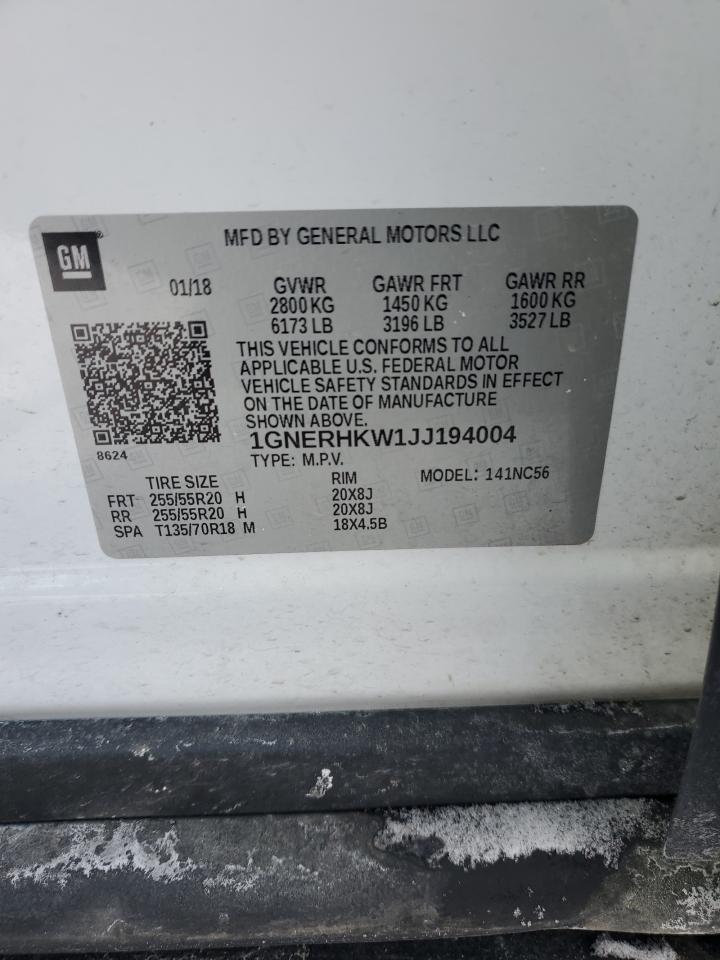 GM
MFD BY GENERAL MOTORS LLC
01/18 GVWR GAWR FRT GAWR RR
2800 KG 1450 KG 1600 KG
6173 LB 3196 LB 3527 LB
THIS VEHICLE CONFORMS TO ALL
APPLICABLE U.S. FEDERAL MOTOR
VEHICLE SAFETY STANDARDS IN EFFECT
ON THE DATE OF MANUFACTURE
SHOWN ABOVE.
8624 1GNERHKW1JJ194004
TYPE: M.P.V. MODEL: 141NC56
TIRE SIZE RIM
FRT 255/55R20 H 20X8J
RR 255/55R20 H 20X8J
SPA T135/70R18 M 18X4.5B